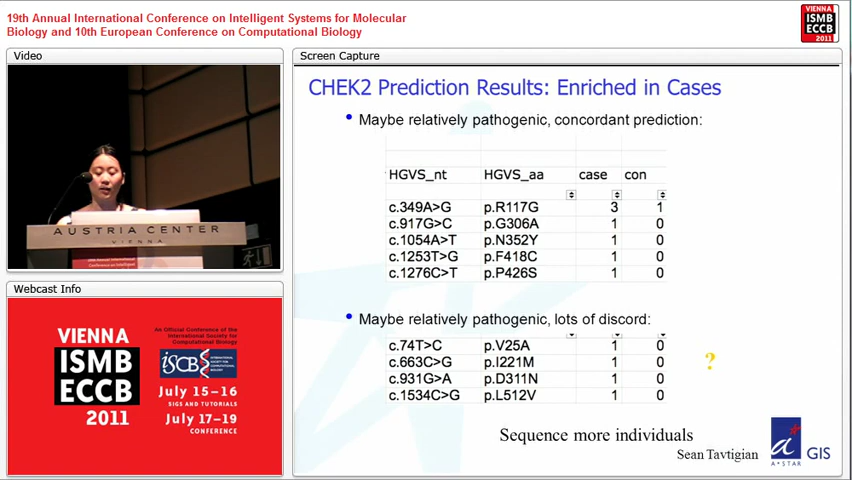 19th Annual International Conference on Intelligent Systems for Molecular
Biology and 10th European Conference on Computational Biology
VIENNA
ISMB
ECCB
2011
Video
AUSTRIA CENTER
VIENNA
Webcast Info
VIENNA
ISMB
ECCB
2011
An Official Conference of the
International Society for
Computational Biology
ISCB
INTERNATIONAL
SOCIETY FOR
COMPUTATIONAL
BIOLOGY
July 15–16
SIGS AND TUTORIALS
July 17–19
CONFERENCE
Screen Capture
CHEK2 Prediction Results: Enriched in Cases
• Maybe relatively pathogenic, concordant prediction:
HGVS_nt HGVS_aa case con
c.349A>G p.R117G 3 1
c.917G>C p.G306A 1 0
c.1054A>T p.N352Y 1 0
c.1253T>G p.F418C 1 0
c.1276C>T p.P426S 1 0
• Maybe relatively pathogenic, lots of discord:
c.74T>C p.V25A 1 0
c.663C>G p.I221M 1 0
c.931G>A p.D311N 1 0
c.1534C>G p.L512V 1 0
?
Sequence more individuals
Sean Tavtigian
A*STAR
GIS